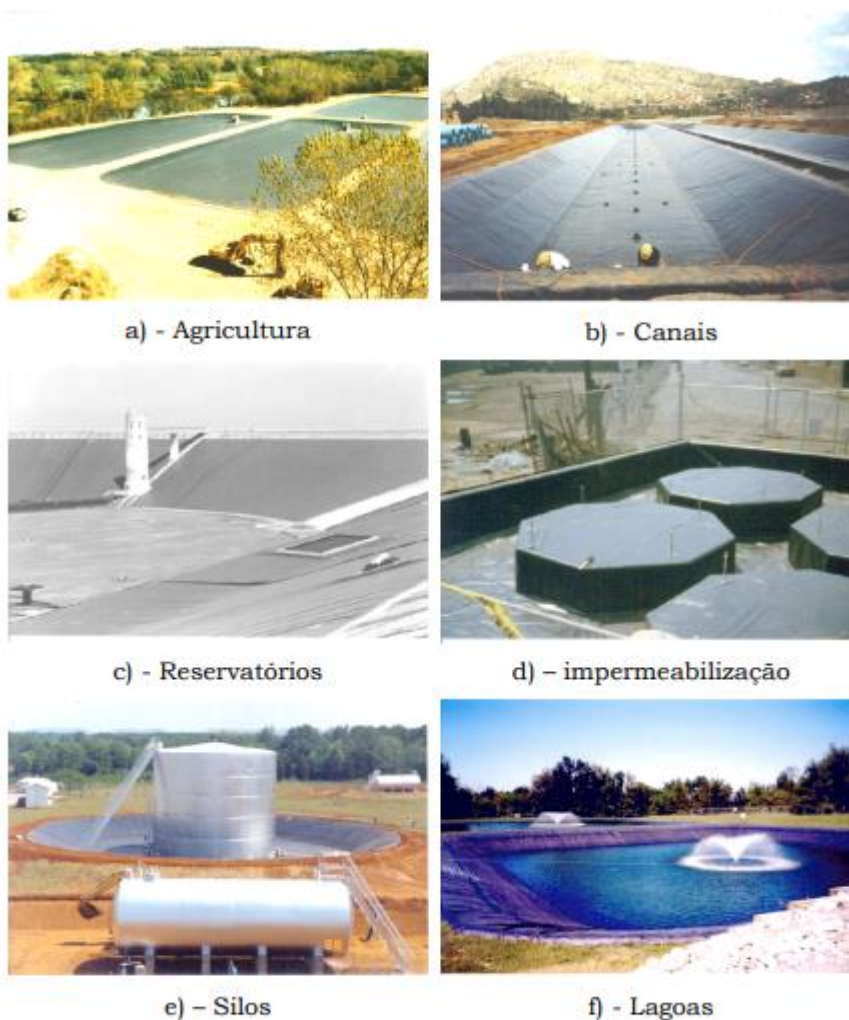 a) - Agricultura
b) - Canais
c) - Reservatórios
d) – impermeabilização
e) – Silos
f) - Lagoas